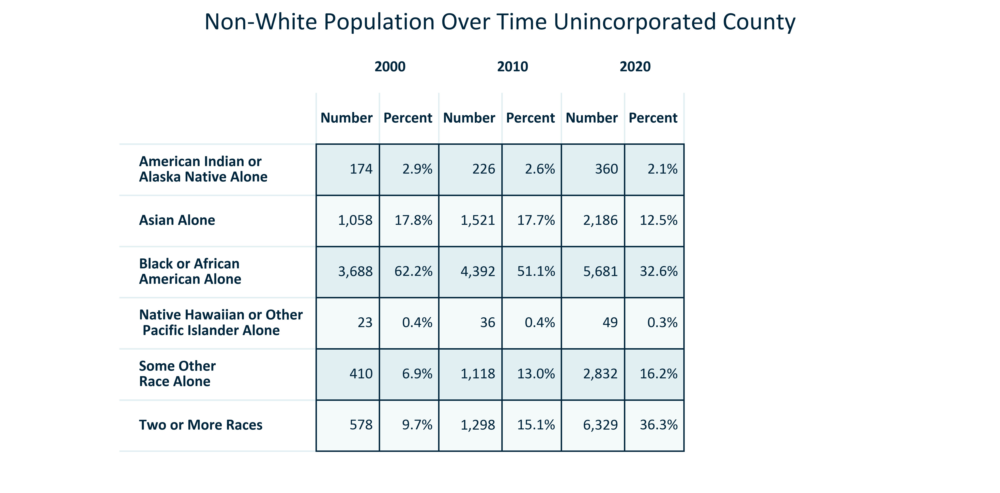 Non-White Population Over Time Unincorporated County
2000 2010 2020
Number Percent Number Percent Number Percent
American Indian or
Alaska Native Alone
174 2.9% 226 2.6% 360 2.1%
Asian Alone 1,058 17.8% 1,521 17.7% 2,186 12.5%
Black or African
American Alone
3,688 62.2% 4,392 51.1% 5,681 32.6%
Native Hawaiian or Other
Pacific Islander Alone
23 0.4% 36 0.4% 49 0.3%
Some Other
Race Alone
410 6.9% 1,118 13.0% 2,832 16.2%
Two or More Races 578 9.7% 1,298 15.1% 6,329 36.3%